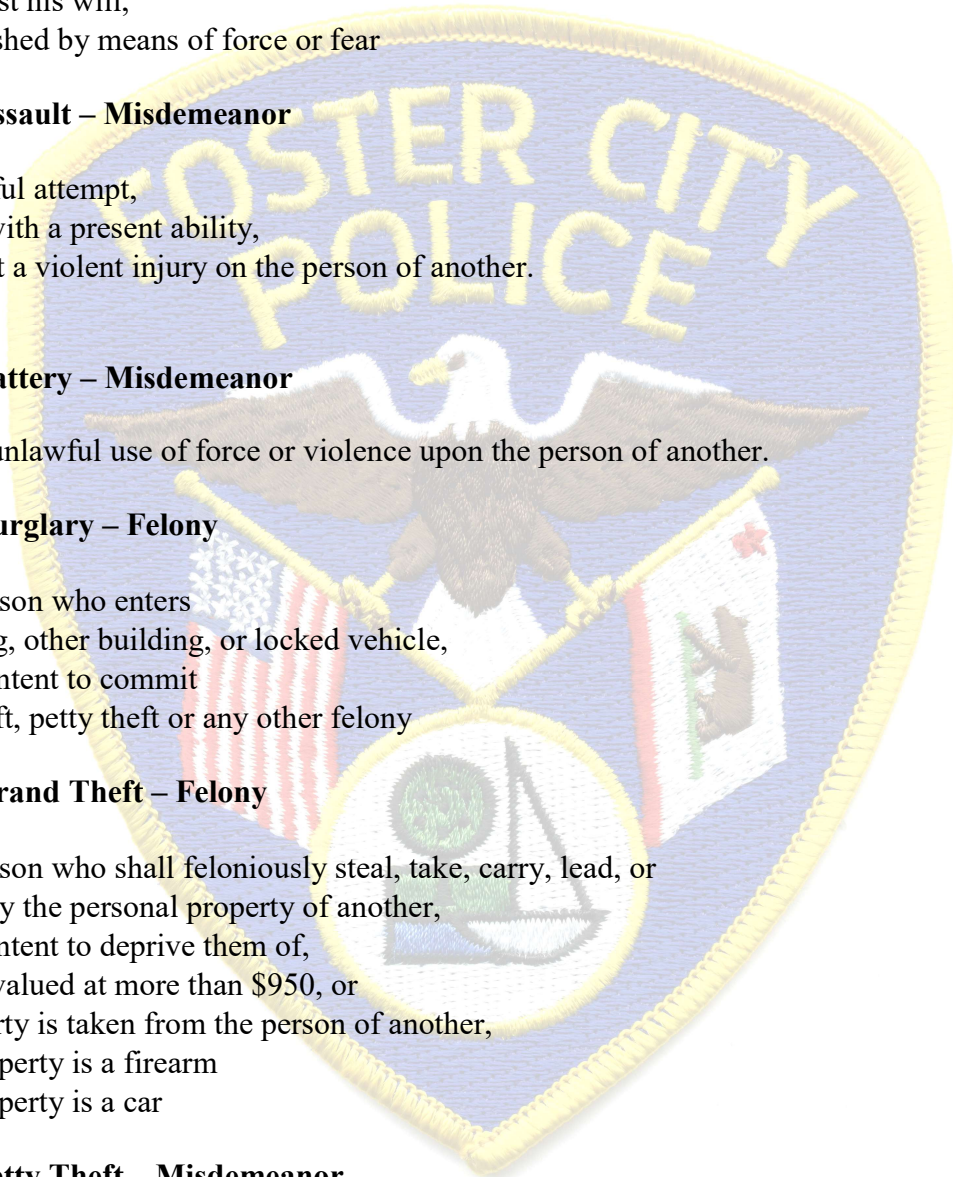 st his will,
shed by means of force or fear
ssault – Misdemeanor
ful attempt,
with a present ability,
t a violent injury on the person of another.
attery – Misdemeanor
unlawful use of force or violence upon the person of another.
urglary – Felony
son who enters
g, other building, or locked vehicle,
ntent to commit
ft, petty theft or any other felony
rand Theft – Felony
son who shall feloniously steal, take, carry, lead, or
y the personal property of another,
ntent to deprive them of,
valued at more than $950, or
rty is taken from the person of another,
perty is a firearm
perty is a car
etty Theft – Misdemeanor
FOSTER CITY
POLICE